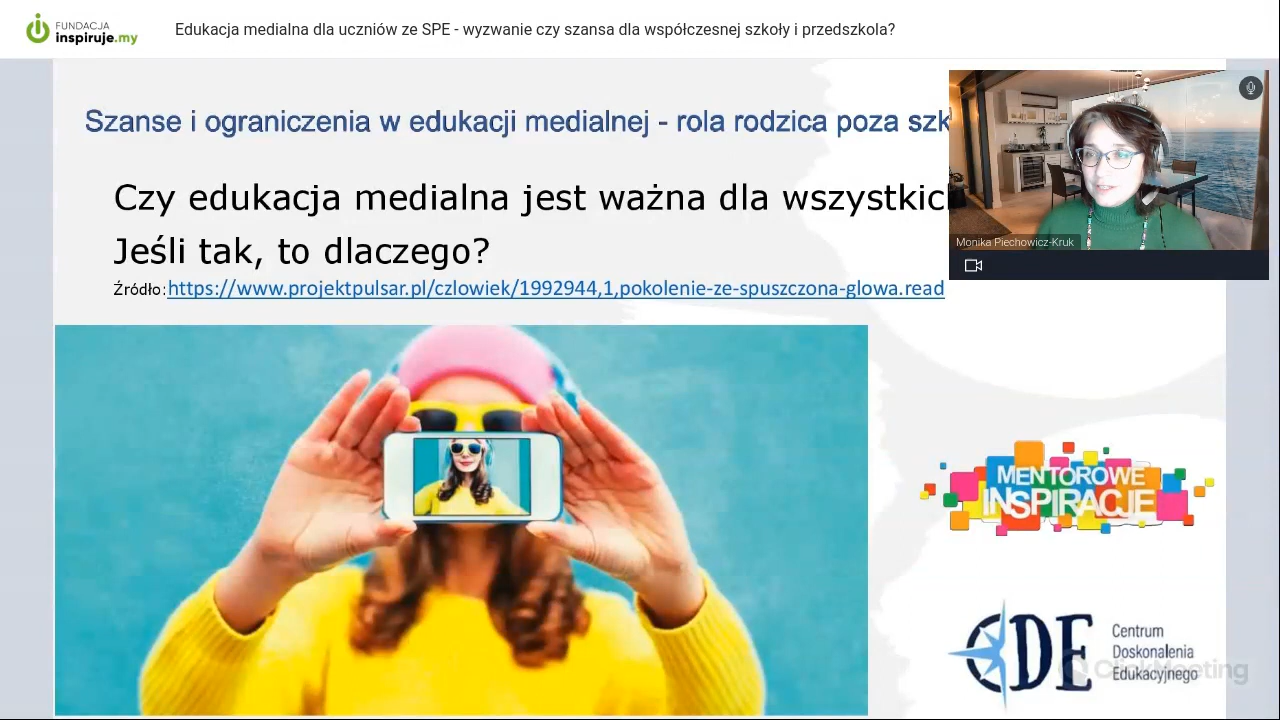 FUNDACJA
inspiruje.my
Edukacja medialna dla uczniów ze SPE - wyzwanie czy szansa dla współczesnej szkoły i przedszkola?
Szanse i ograniczenia w edukacji medialnej - rola rodzica poza szk
Monika Piechowicz-Kruk
Czy edukacja medialna jest ważna dla wszystkich
Jeśli tak, to dlaczego?
Źródło:https://www.projektpulsar.pl/czlowiek/1992944,1,pokolenie-ze-spuszczona-glowa.read
MENTOROWE
INSPIRACJE
CDE
Centrum
Doskonalenia
Edukacyjnego
ClickMeeting